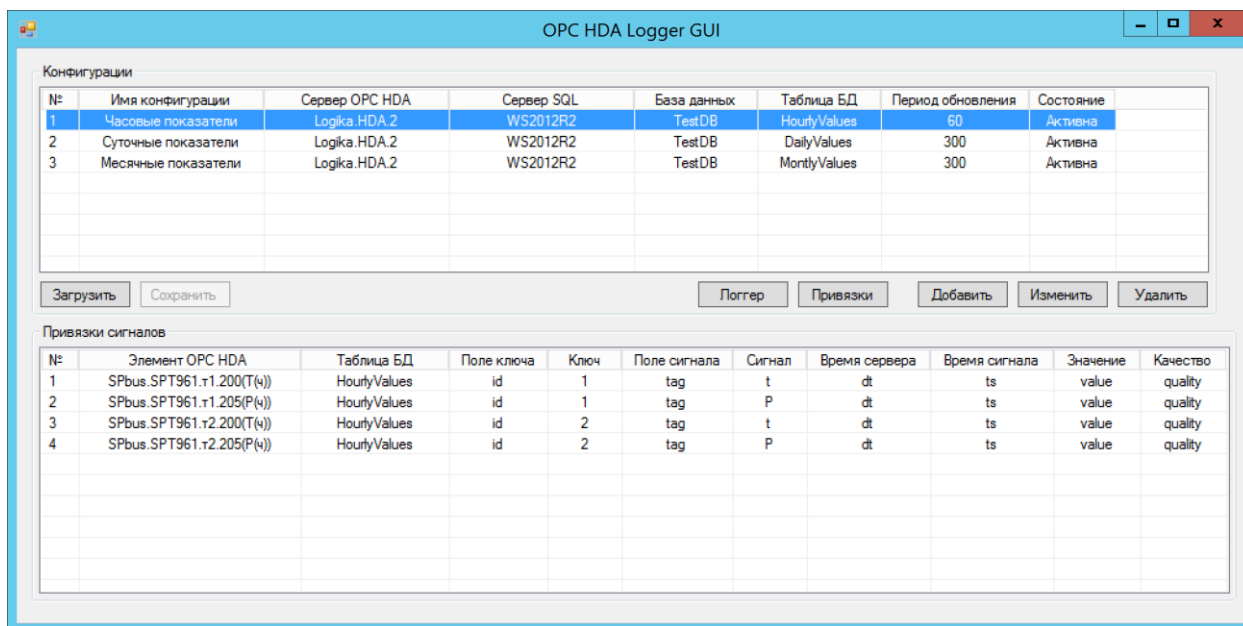 OPC HDA Logger GUI
Конфигурации
№ Имя конфигурации Сервер OPC HDA Сервер SQL База данных Таблица БД Период обновления Состояние
1 Часовые показатели Logika.HDA.2 WS2012R2 TestDB HourlyValues 60 Активна
2 Суточные показатели Logika.HDA.2 WS2012R2 TestDB DailyValues 300 Активна
3 Месячные показатели Logika.HDA.2 WS2012R2 TestDB MontlyValues 300 Активна
Загрузить Сохранить Логгер Привязки Добавить Изменить Удалить
Привязки сигналов
№ Элемент OPC HDA Таблица БД Поле ключа Ключ Поле сигнала Сигнал Время сервера Время сигнала Значение Качество
1 SPbus.SPT961.т1.200(T(ч)) HourlyValues id 1 tag t dt ts value quality
2 SPbus.SPT961.т1.205(P(ч)) HourlyValues id 1 tag P dt ts value quality
3 SPbus.SPT961.т2.200(T(ч)) HourlyValues id 2 tag t dt ts value quality
4 SPbus.SPT961.т2.205(P(ч)) HourlyValues id 2 tag P dt ts value quality